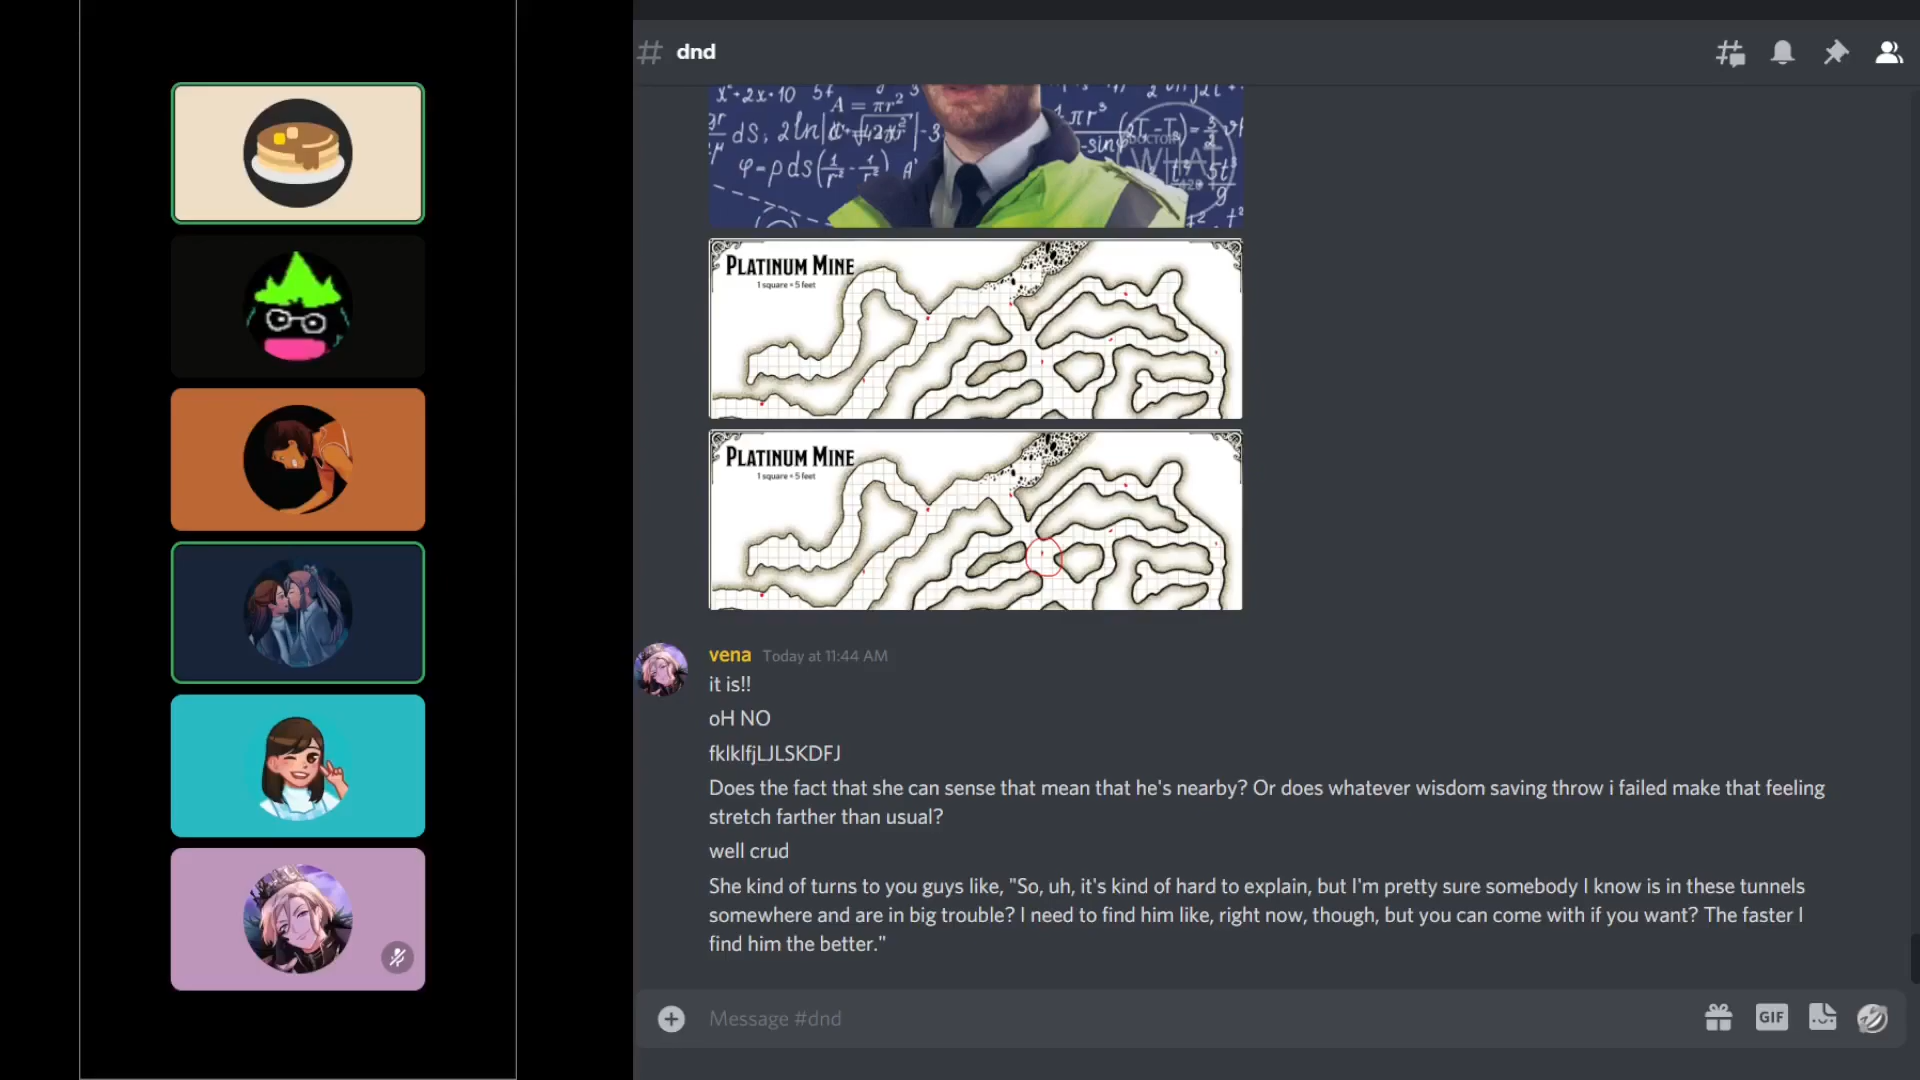 dnd
A = πr²
PLATINUM MINE
1 square = 5 feet
PLATINUM MINE
1 square = 5 feet
vena Today at 11:44 AM
it is!!
oH NO
fklklfjLJLSKDFJ
Does the fact that she can sense that mean that he's nearby? Or does whatever wisdom saving throw i failed make that feeling
stretch farther than usual?
well crud
She kind of turns to you guys like, "So, uh, it's kind of hard to explain, but I'm pretty sure somebody I know is in these tunnels
somewhere and are in big trouble? I need to find him like, right now, though, but you can come with if you want? The faster I
find him the better."
Message #dnd
GIF